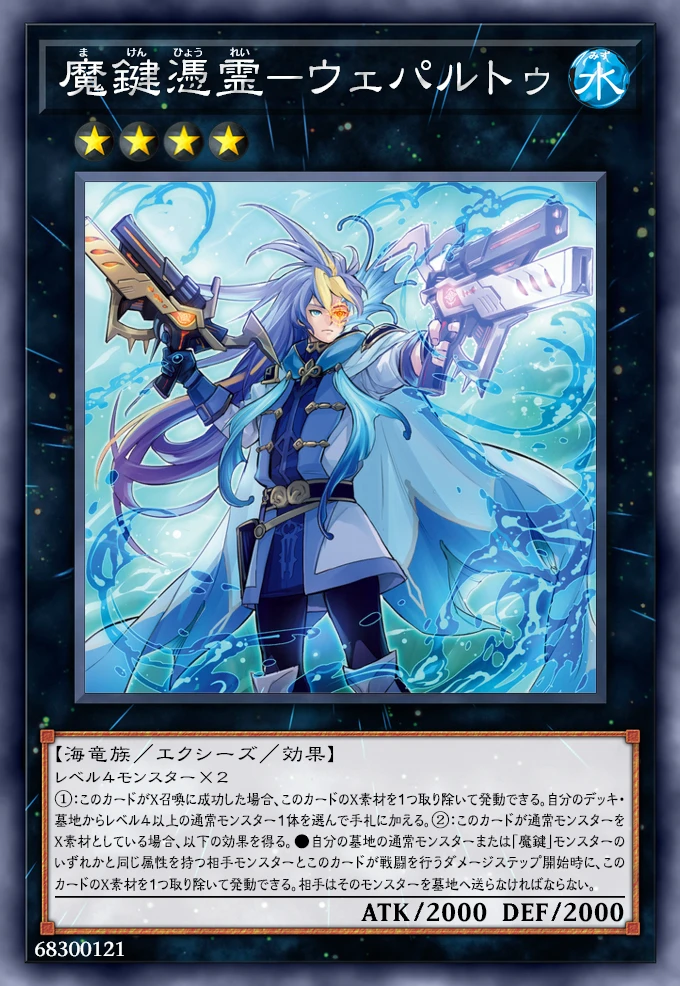 ま けん ひょう れい
魔鍵憑霊－ウェパルトゥ
みず
水
【海竜族／エクシーズ／効果】
レベル４モンスター×２
①：このカードがX召喚に成功した場合、このカードのX素材を1つ取り除いて発動できる。自分のデッキ・
墓地からレベル４以上の通常モンスター1体を選んで手札に加える。②：このカードが通常モンスターを
X素材としている場合、以下の効果を得る。●自分の墓地の通常モンスターまたは「魔鍵」モンスターの
いずれかと同じ属性を持つ相手モンスターとこのカードが戦闘を行うダメージステップ開始時に、この
カードのX素材を1つ取り除いて発動できる。相手はそのモンスターを墓地へ送らなければならない。
ATK/2000 DEF/2000
68300121